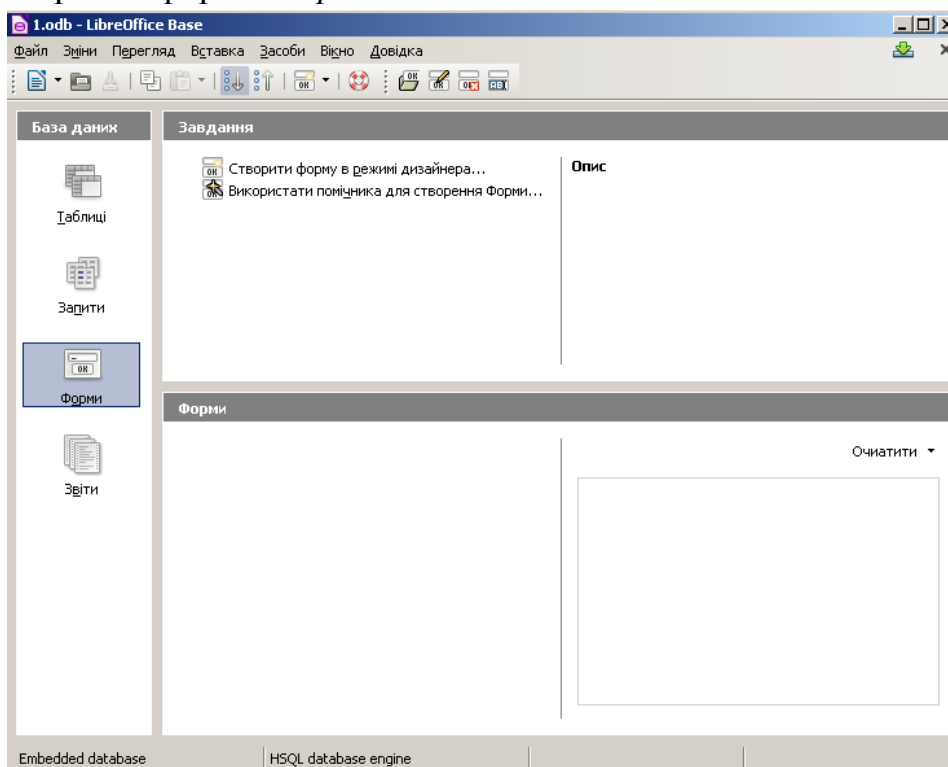 1.odb - LibreOffice Base
Файл Зміни Перегляд Вставка Засоби Вікно Довідка
База даних
Завдання
Створити форму в режимі дизайнера...
Використати помічника для створення Форми...
Опис
Таблиці
Запити
Форми
Звіти
Форми
Очиатити
Embedded database
HSQL database engine